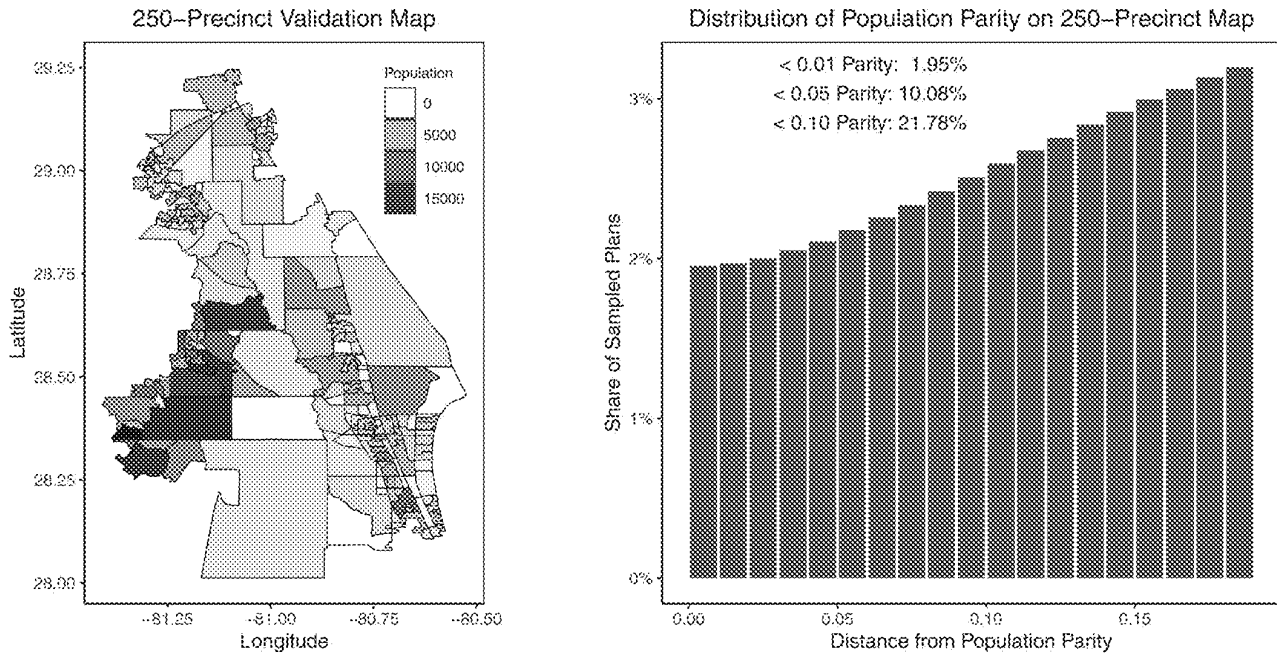 250−Precinct Validation Map
Population
0
5000
10000
15000
29.25
29.00
28.75
28.50
28.25
28.00
Latitude
−81.25
−81.00
−80.75
−80.50
Longitude
Distribution of Population Parity on 250−Precinct Map
< 0.01 Parity: 1.95%
< 0.05 Parity: 10.08%
< 0.10 Parity: 21.78%
3%
2%
1%
0%
Share of Sampled Plans
0.00
0.05
0.10
0.15
Distance from Population Parity